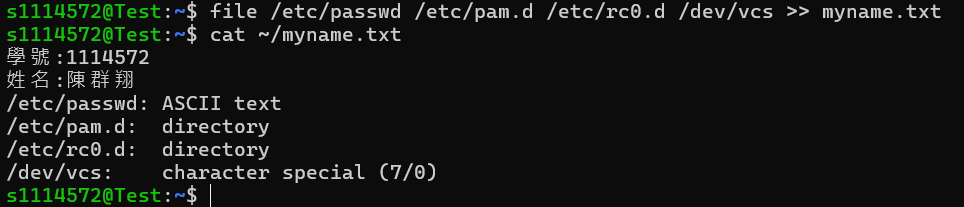 s1114572@Test:~$ file /etc/passwd /etc/pam.d /etc/rc0.d /dev/vcs >> myname.txt
s1114572@Test:~$ cat ~/myname.txt
學號:1114572
姓名:陳群翔
/etc/passwd: ASCII text
/etc/pam.d:  directory
/etc/rc0.d:  directory
/dev/vcs:    character special (7/0)
s1114572@Test:~$